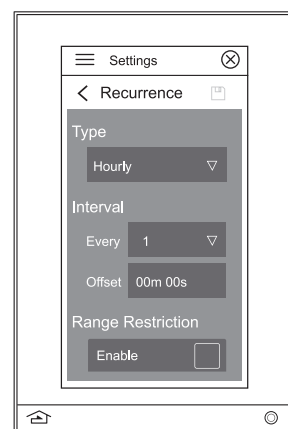 Settings
Recurrence
Type
Hourly
Interval
Every 1
Offset 00m 00s
Range Restriction
Enable